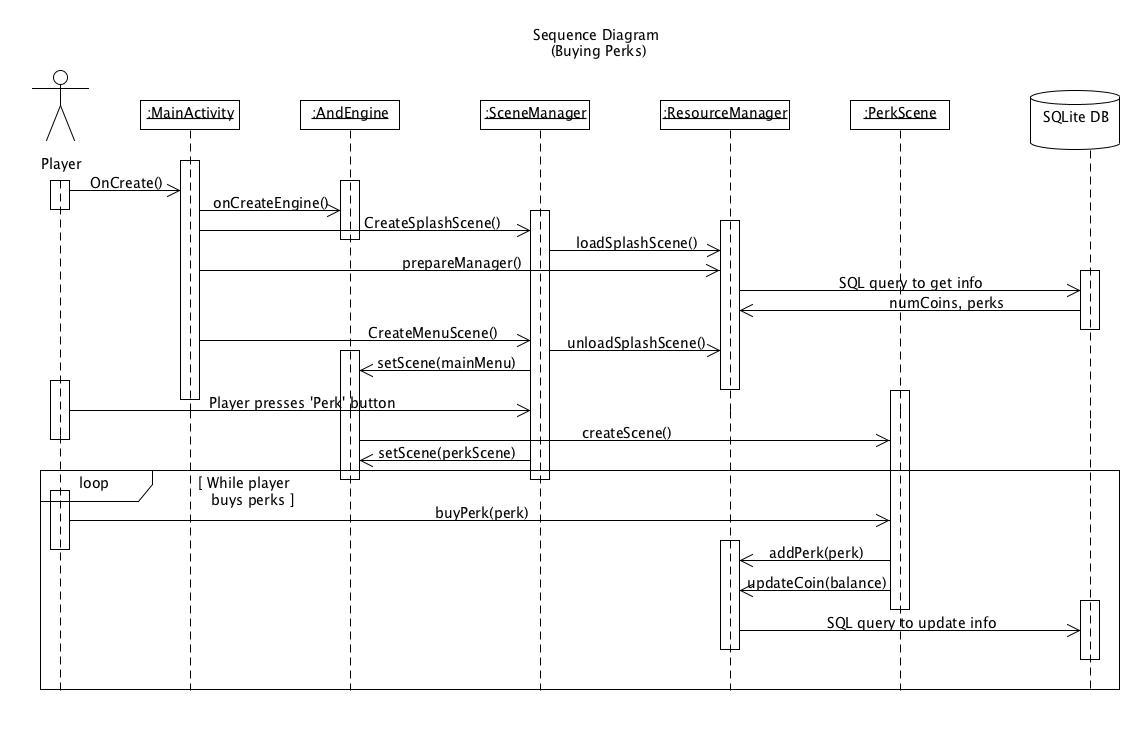 Sequence Diagram
(Buying Perks)
:MainActivity
:AndEngine
:SceneManager
:ResourceManager
:PerkScene
SQLite DB
Player
OnCreate()
onCreateEngine()
CreateSplashScene()
loadSplashScene()
prepareManager()
SQL query to get info
numCoins, perks
CreateMenuScene()
unloadSplashScene()
setScene(mainMenu)
Player presses 'Perk' button
createScene()
setScene(perkScene)
loop
[ While player
buys perks ]
buyPerk(perk)
addPerk(perk)
updateCoin(balance)
SQL query to update info